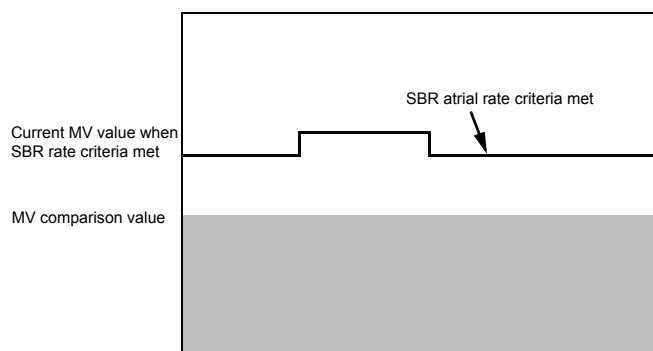 SBR atrial rate criteria met
Current MV value when
SBR rate criteria met
MV comparison value